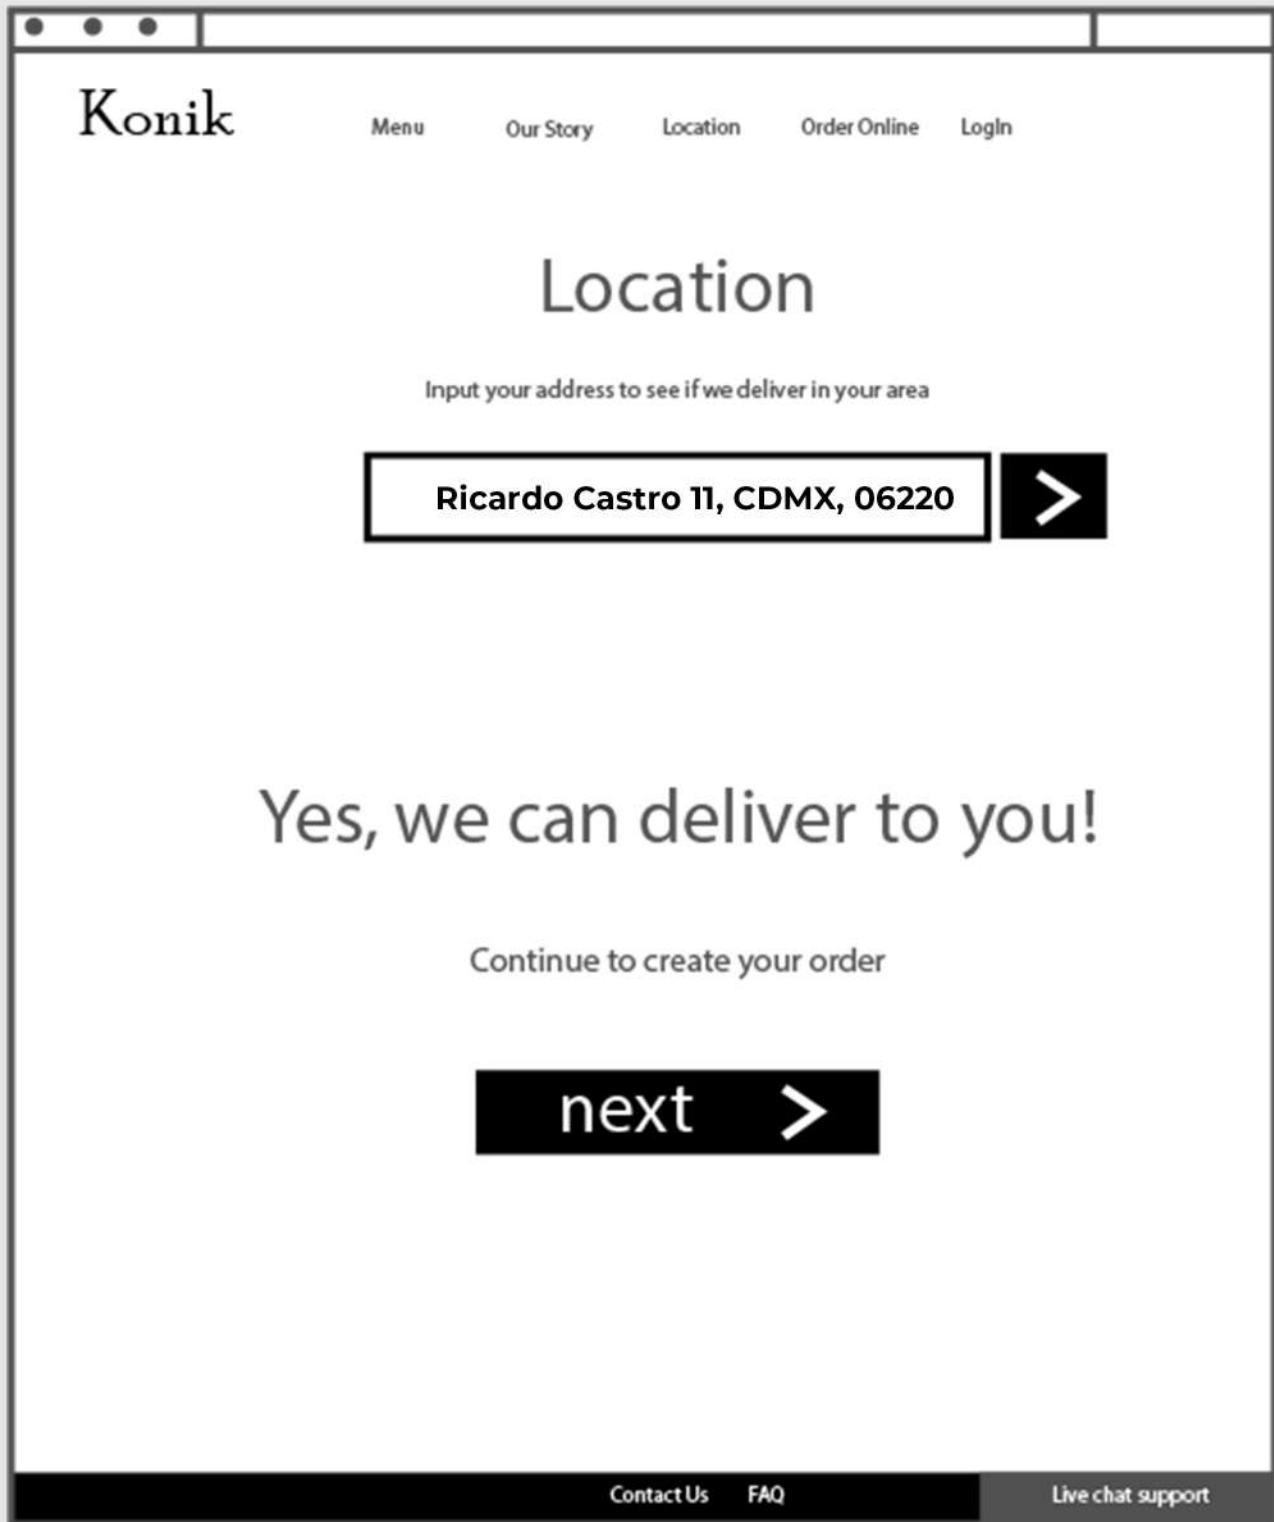 Konik
Menu Our Story Location Order Online LogIn
Location
Input your address to see if we deliver in your area
Ricardo Castro 11, CDMX, 06220
Yes, we can deliver to you!
Continue to create your order
next
Contact Us FAQ Live chat support